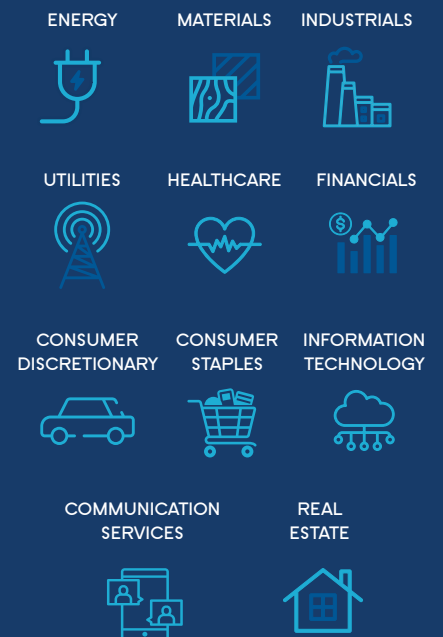 ENERGY
MATERIALS
INDUSTRIALS
UTILITIES
HEALTHCARE
FINANCIALS
$
CONSUMER
DISCRETIONARY
CONSUMER
STAPLES
INFORMATION
TECHNOLOGY
COMMUNICATION
SERVICES
REAL
ESTATE